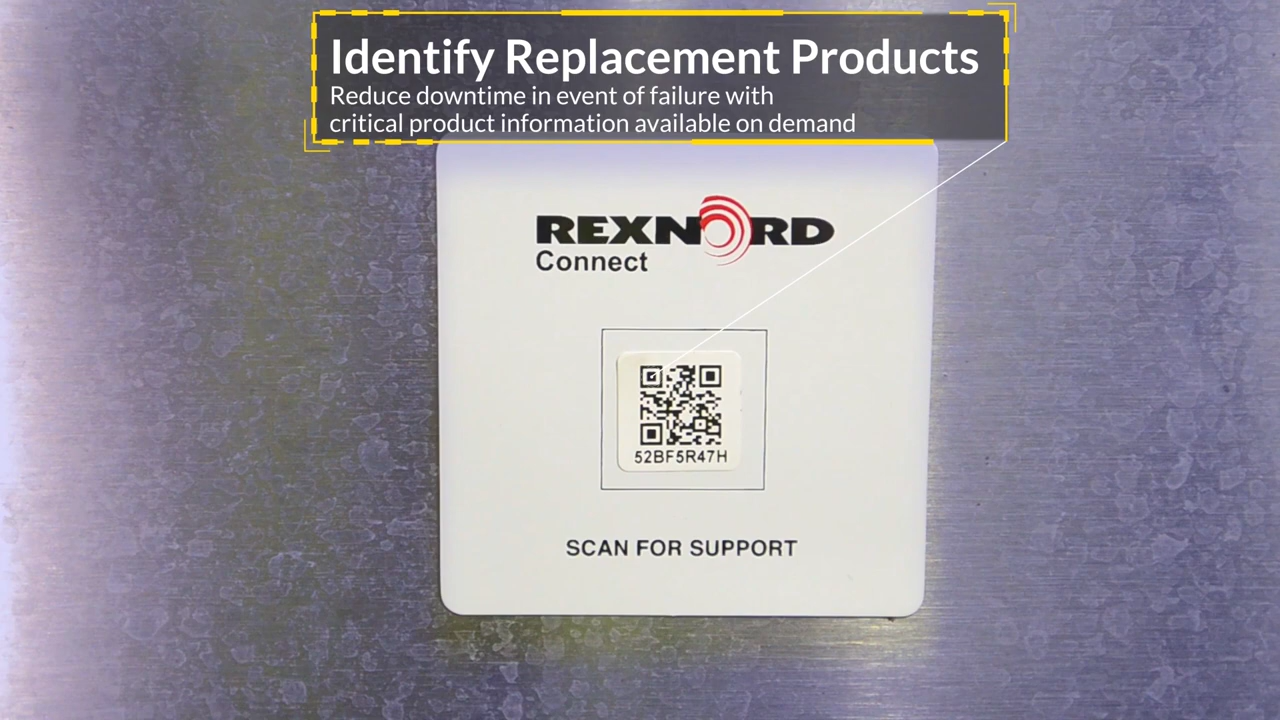 Identify Replacement Products
Reduce downtime in event of failure with
critical product information available on demand
REXNORD
Connect
52BF5R47H
SCAN FOR SUPPORT